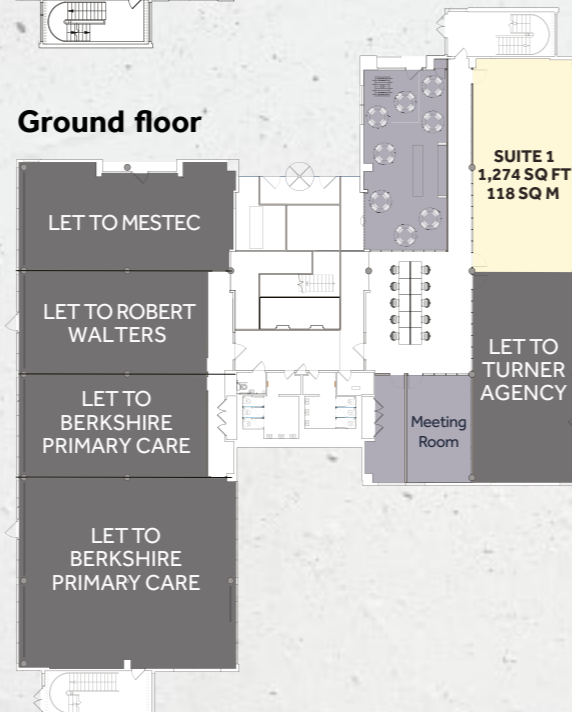 Ground floor
LET TO MESTEC
LET TO ROBERT
WALTERS
LET TO
BERKSHIRE
PRIMARY CARE
LET TO
BERKSHIRE
PRIMARY CARE
SUITE 1
1,274 SQ FT
118 SQ M
LET TO
TURNER
AGENCY
Meeting
Room